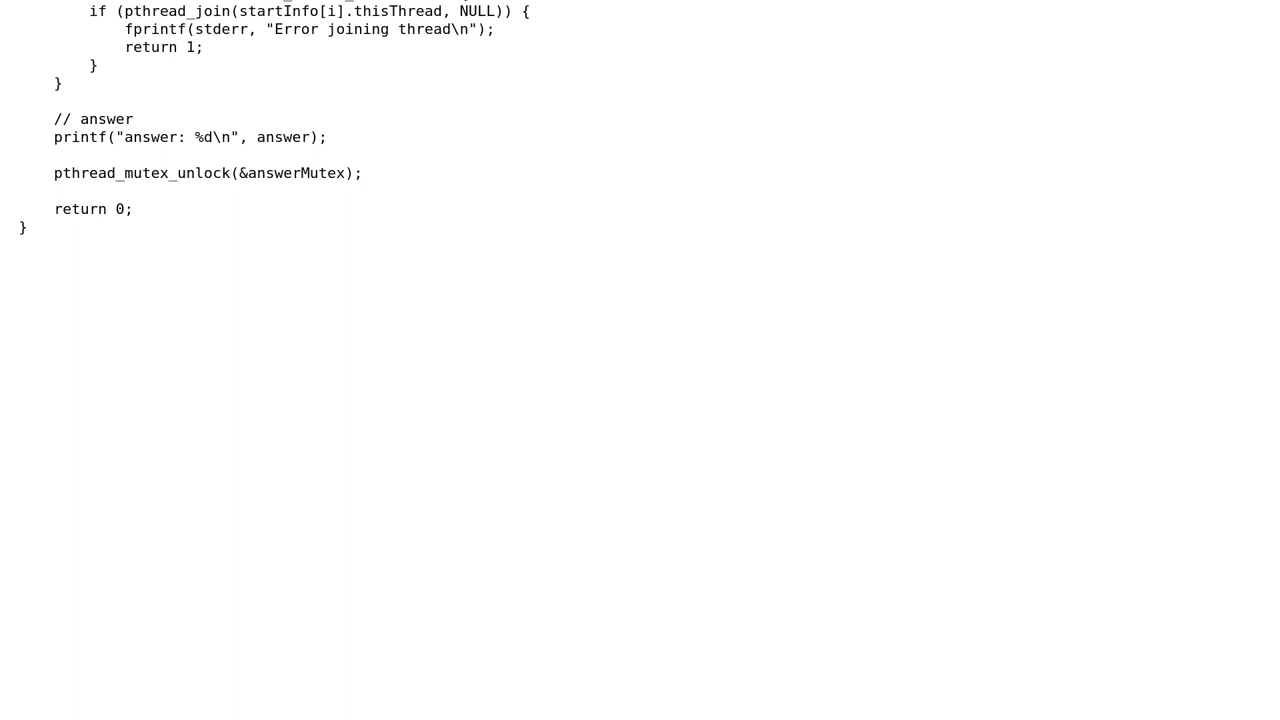 if (pthread_join(startInfo[i].thisThread, NULL)) {
fprintf(stderr, "Error joining thread\n");
return 1;
}
}
// answer
printf("answer: %d\n", answer);
pthread_mutex_unlock(&answerMutex);
return 0;
}